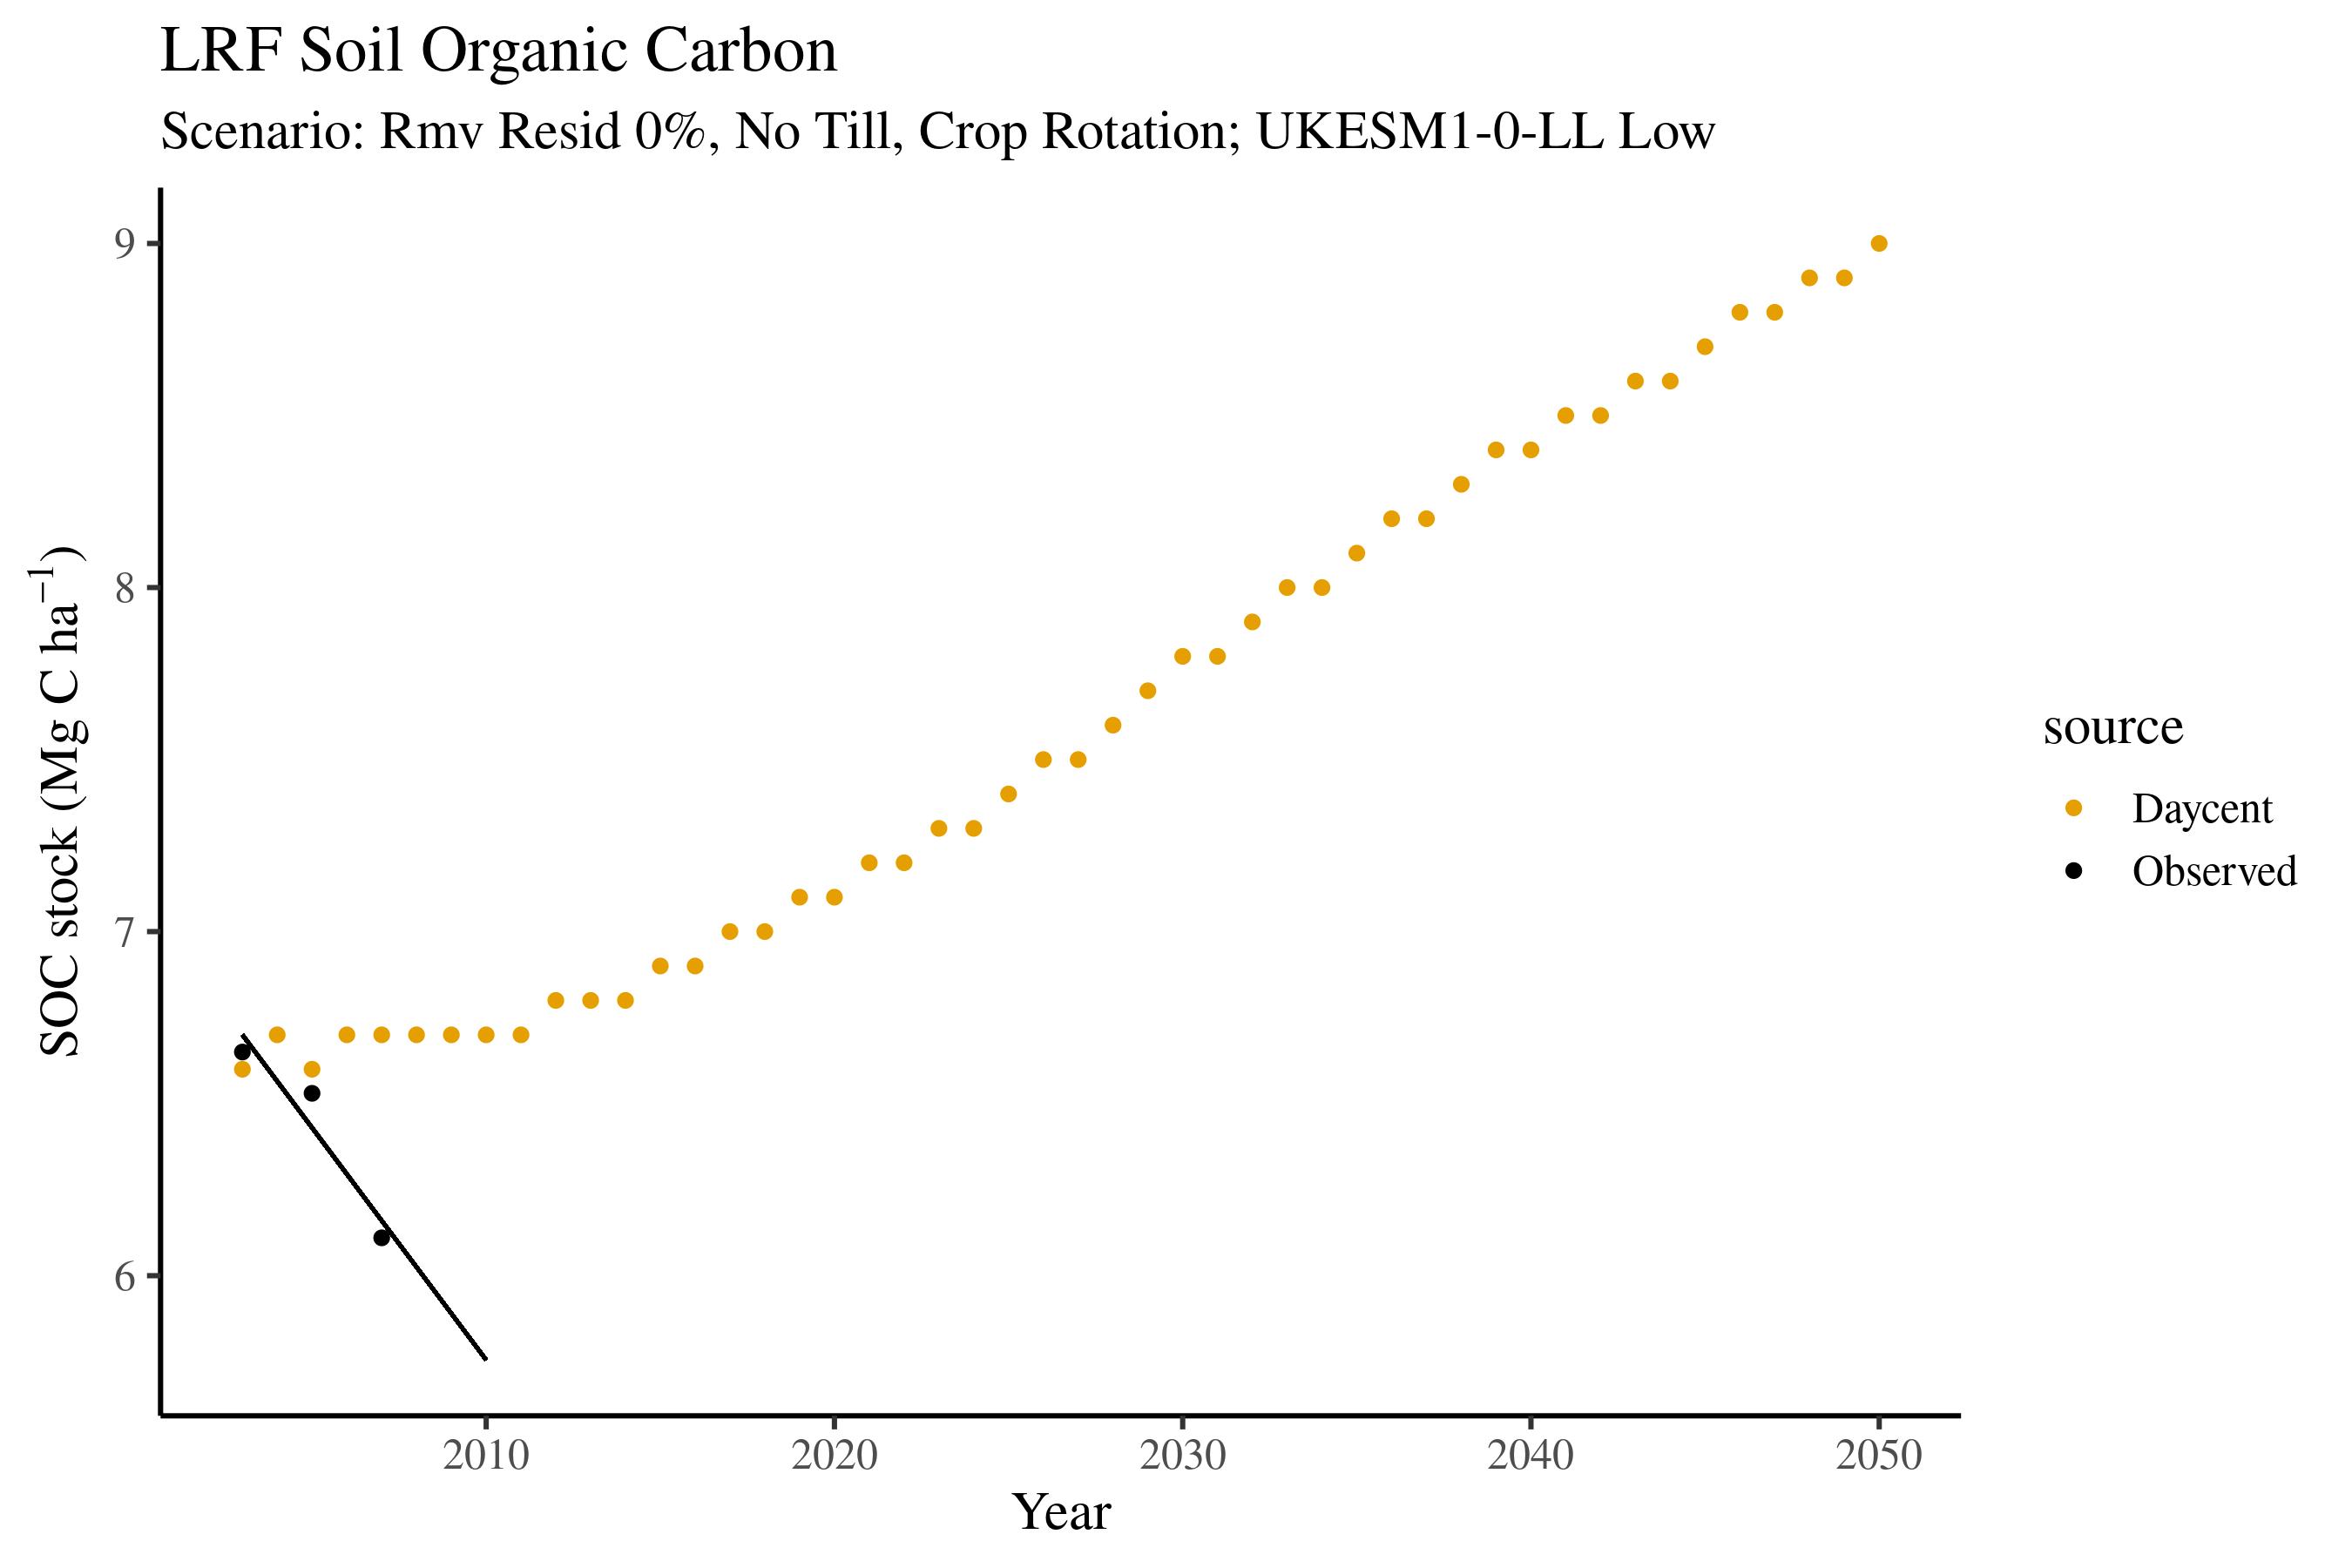 LRF Soil Organic Carbon
Scenario: Rmv Resid 0%, No Till, Crop Rotation; UKESM1-0-LL Low
9
8
7
6
SOC stock (Mg C ha⁻¹)
2010 2020 2030 2040 2050
Year
source
Daycent
Observed